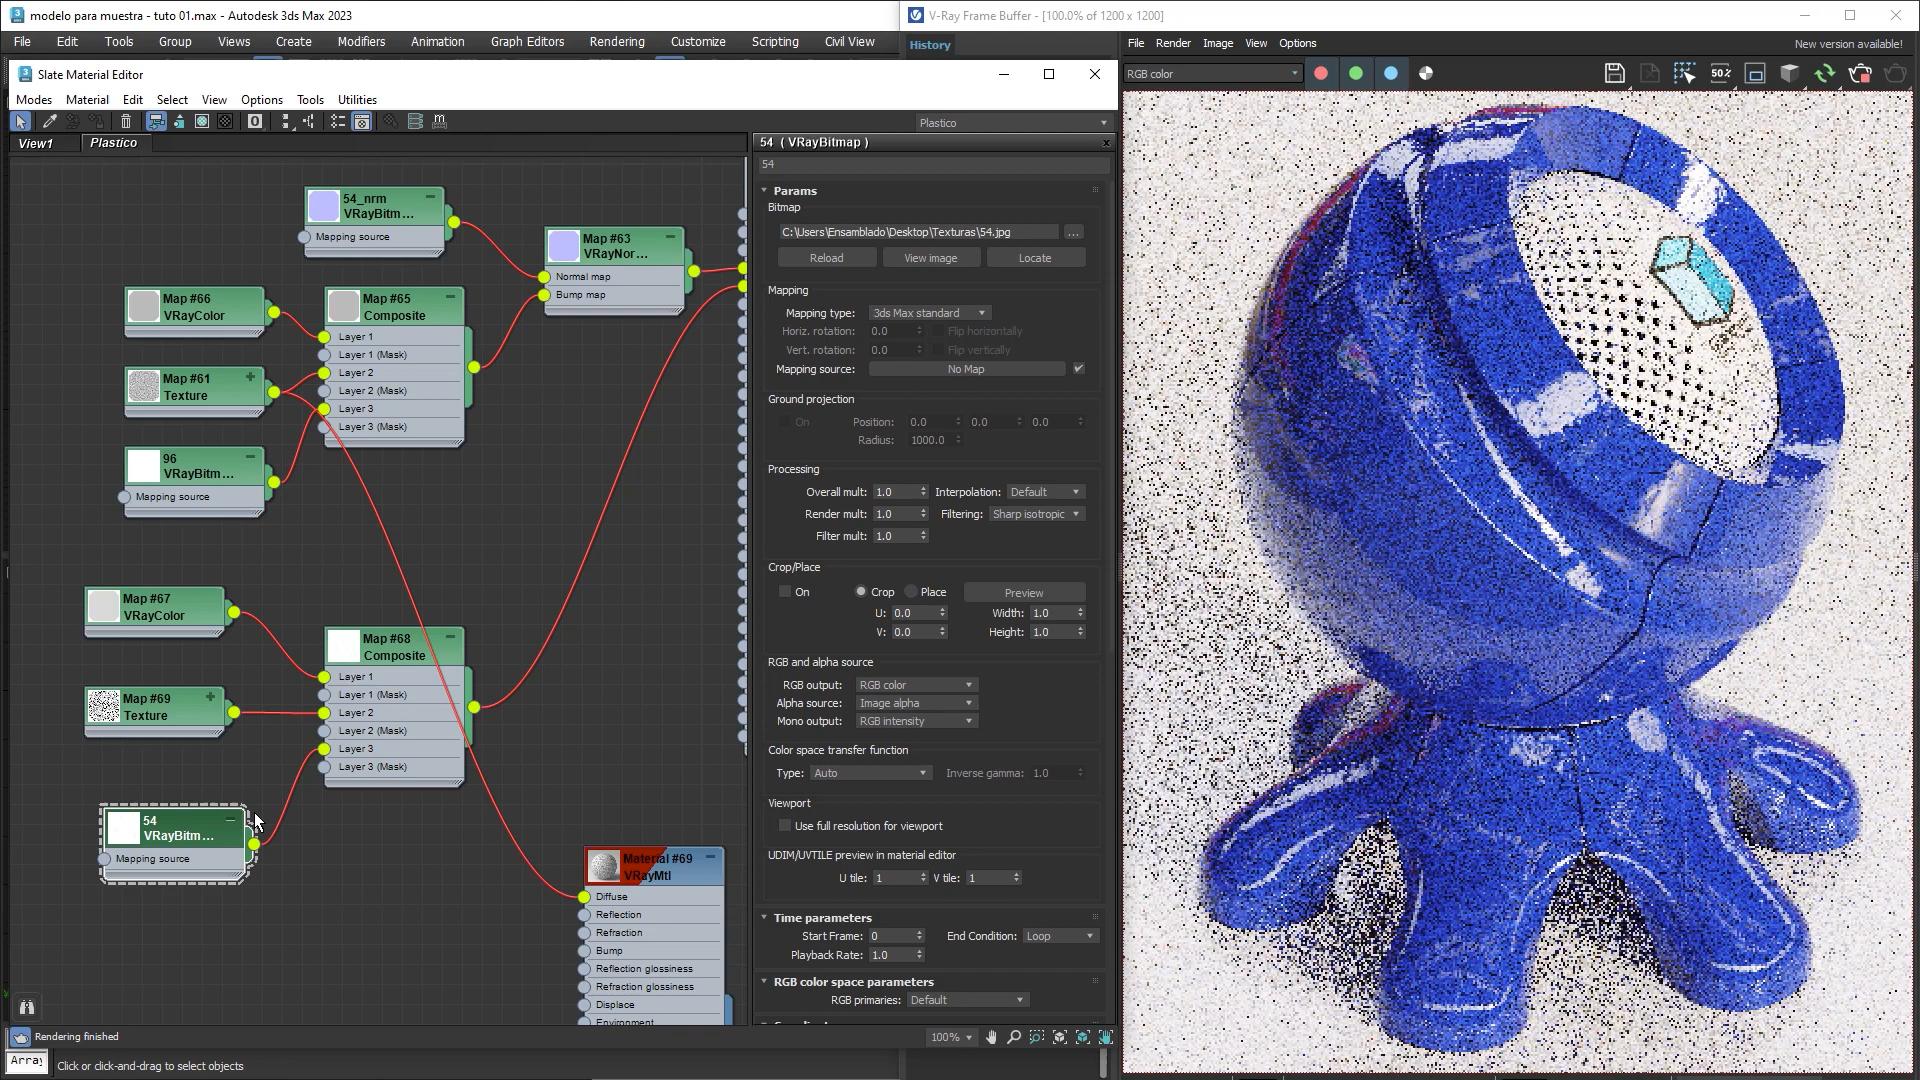 modelo para muestra - tuto 01.max - Autodesk 3ds Max 2023
V-Ray Frame Buffer - [100.0% of 1200 x 1200]
File Edit Tools Group Views Create Modifiers Animation Graph Editors Rendering Customize Scripting Civil View
History
File Render Image View Options
New version available!
RGB color
Slate Material Editor
Modes Material Edit Select View Options Tools Utilities
Plastico
View1
Plastico
54 ( VRayBitmap )
54
54_nrm
VRayBitm...
Mapping source
Map #63
VRayNor...
Normal map
Bump map
Map #66
VRayColor
Map #65
Composite
Layer 1
Layer 1 (Mask)
Layer 2
Layer 2 (Mask)
Layer 3
Layer 3 (Mask)
Map #61
Texture
96
VRayBitm...
Mapping source
Map #67
VRayColor
Map #68
Composite
Layer 1
Layer 1 (Mask)
Layer 2
Layer 2 (Mask)
Layer 3
Layer 3 (Mask)
Map #69
Texture
54
VRayBitm...
Mapping source
Material #69
VRayMtl
Diffuse
Reflection
Refraction
Bump
Reflection glossiness
Refraction glossiness
Displace
Environment
Params
Bitmap
C:\Users\Ensamblado\Desktop\Texturas\54.jpg ...
Reload View image Locate
Mapping
Mapping type: 3ds Max standard
Horiz. rotation: 0.0 Flip horizontally
Vert. rotation: 0.0 Flip vertically
Mapping source: No Map
Ground projection
On Position: 0.0 0.0 0.0
Radius: 1000.0
Processing
Overall mult: 1.0 Interpolation: Default
Render mult: 1.0 Filtering: Sharp isotropic
Filter mult: 1.0
Crop/Place
On Crop Place Preview
U: 0.0 Width: 1.0
V: 0.0 Height: 1.0
RGB and alpha source
RGB output: RGB color
Alpha source: Image alpha
Mono output: RGB intensity
Color space transfer function
Type: Auto Inverse gamma: 1.0
Viewport
Use full resolution for viewport
UDIM/UVTILE preview in material editor
U tile: 1 V tile: 1
Time parameters
Start Frame: 0 End Condition: Loop
Playback Rate: 1.0
RGB color space parameters
RGB primaries: Default
Rendering finished
100%
Array
Click or click-and-drag to select objects